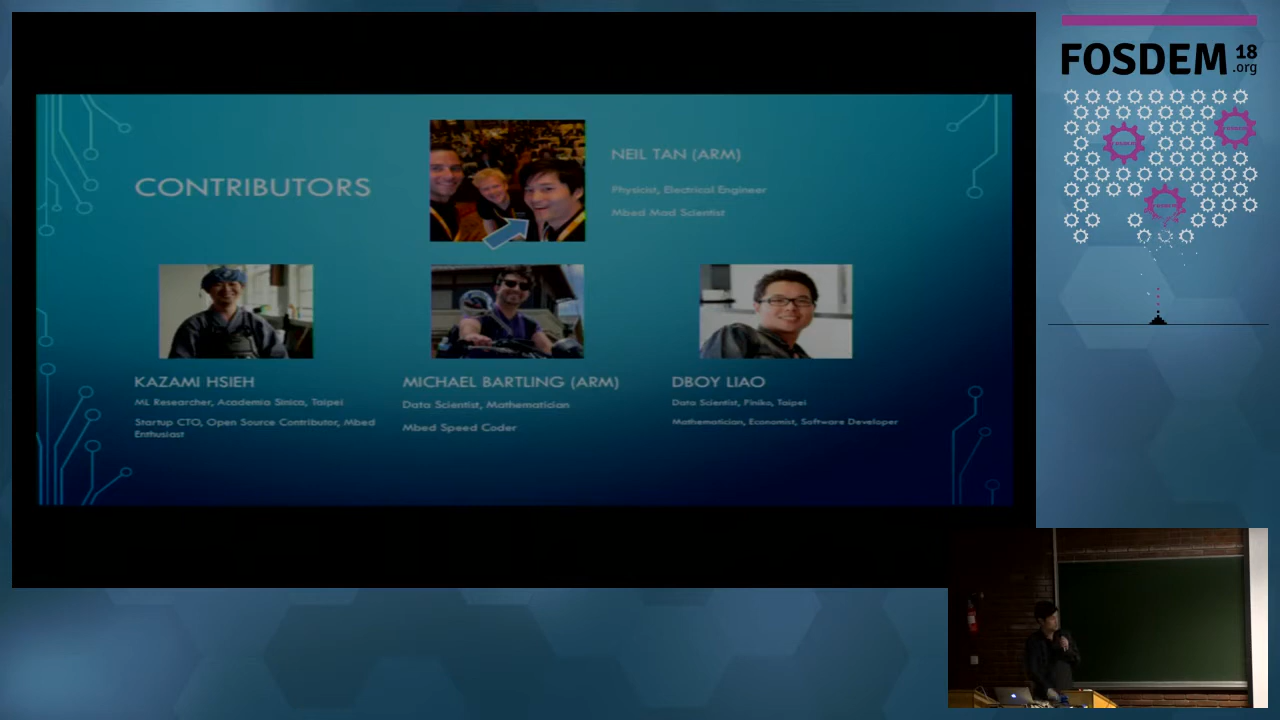 FOSDEM 18
.org
CONTRIBUTORS
NEIL TAN (ARM)
Physicist, Electrical Engineer
Mbed Mad Scientist
KAZAMI HSIEH
ML Researcher, Academia Sinica, Taipei
Startup CTO, Open Source Contributor, Mbed
Enthusiast
MICHAEL BARTLING (ARM)
Data Scientist, Mathematician
Mbed Speed Coder
DBOY LIAO
Data Scientist, Piniko, Taipei
Mathematician, Economist, Software Developer